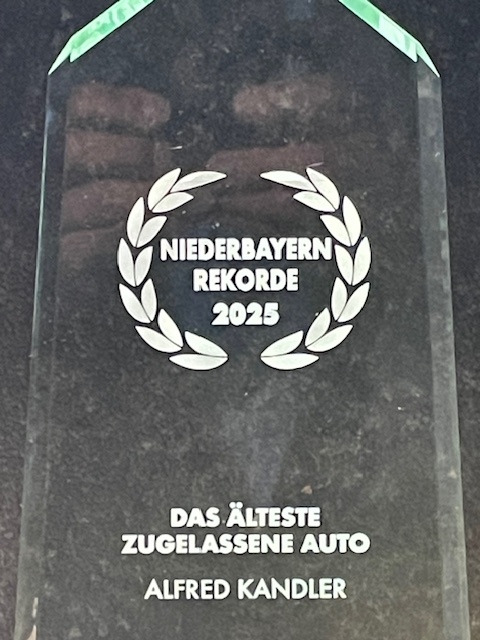 NIEDERBAYERN
REKORDE
2025
DAS ÄLTESTE
ZUGELASSENE AUTO
ALFRED KANDLER